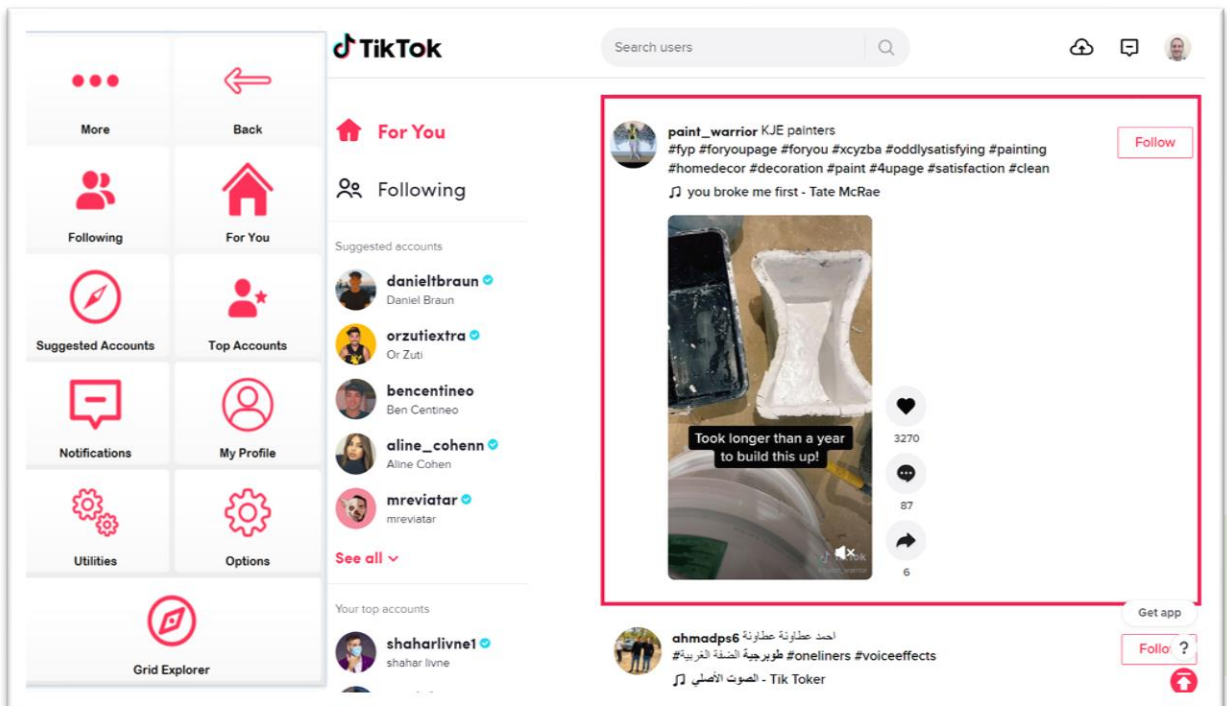 More
Back
Following
For You
Suggested Accounts
Top Accounts
Notifications
My Profile
Utilities
Options
Grid Explorer
TikTok
Search users
For You
Following
Suggested accounts
danieltbraun
Daniel Braun
orzutiextra
Or Zuti
bencentineo
Ben Centineo
aline_cohenn
Aline Cohen
mreviatar
mreviatar
See all
Your top accounts
shaharlivne1
shahar livne
paint_warrior KJE painters
#fyp #foryoupage #foryou #xcyzba #oddlysatisfying #painting
#homedecor #decoration #paint #4upage #satisfaction #clean
you broke me first - Tate McRae
Follow
Took longer than a year
to build this up!
3270
87
6
Get app
ahmadps6 احمد عطاونة عطاونة
#طوبرجية الضفة الغربية# #oneliners #voiceeffects
الصوت الأصلي - Tik Toker
?